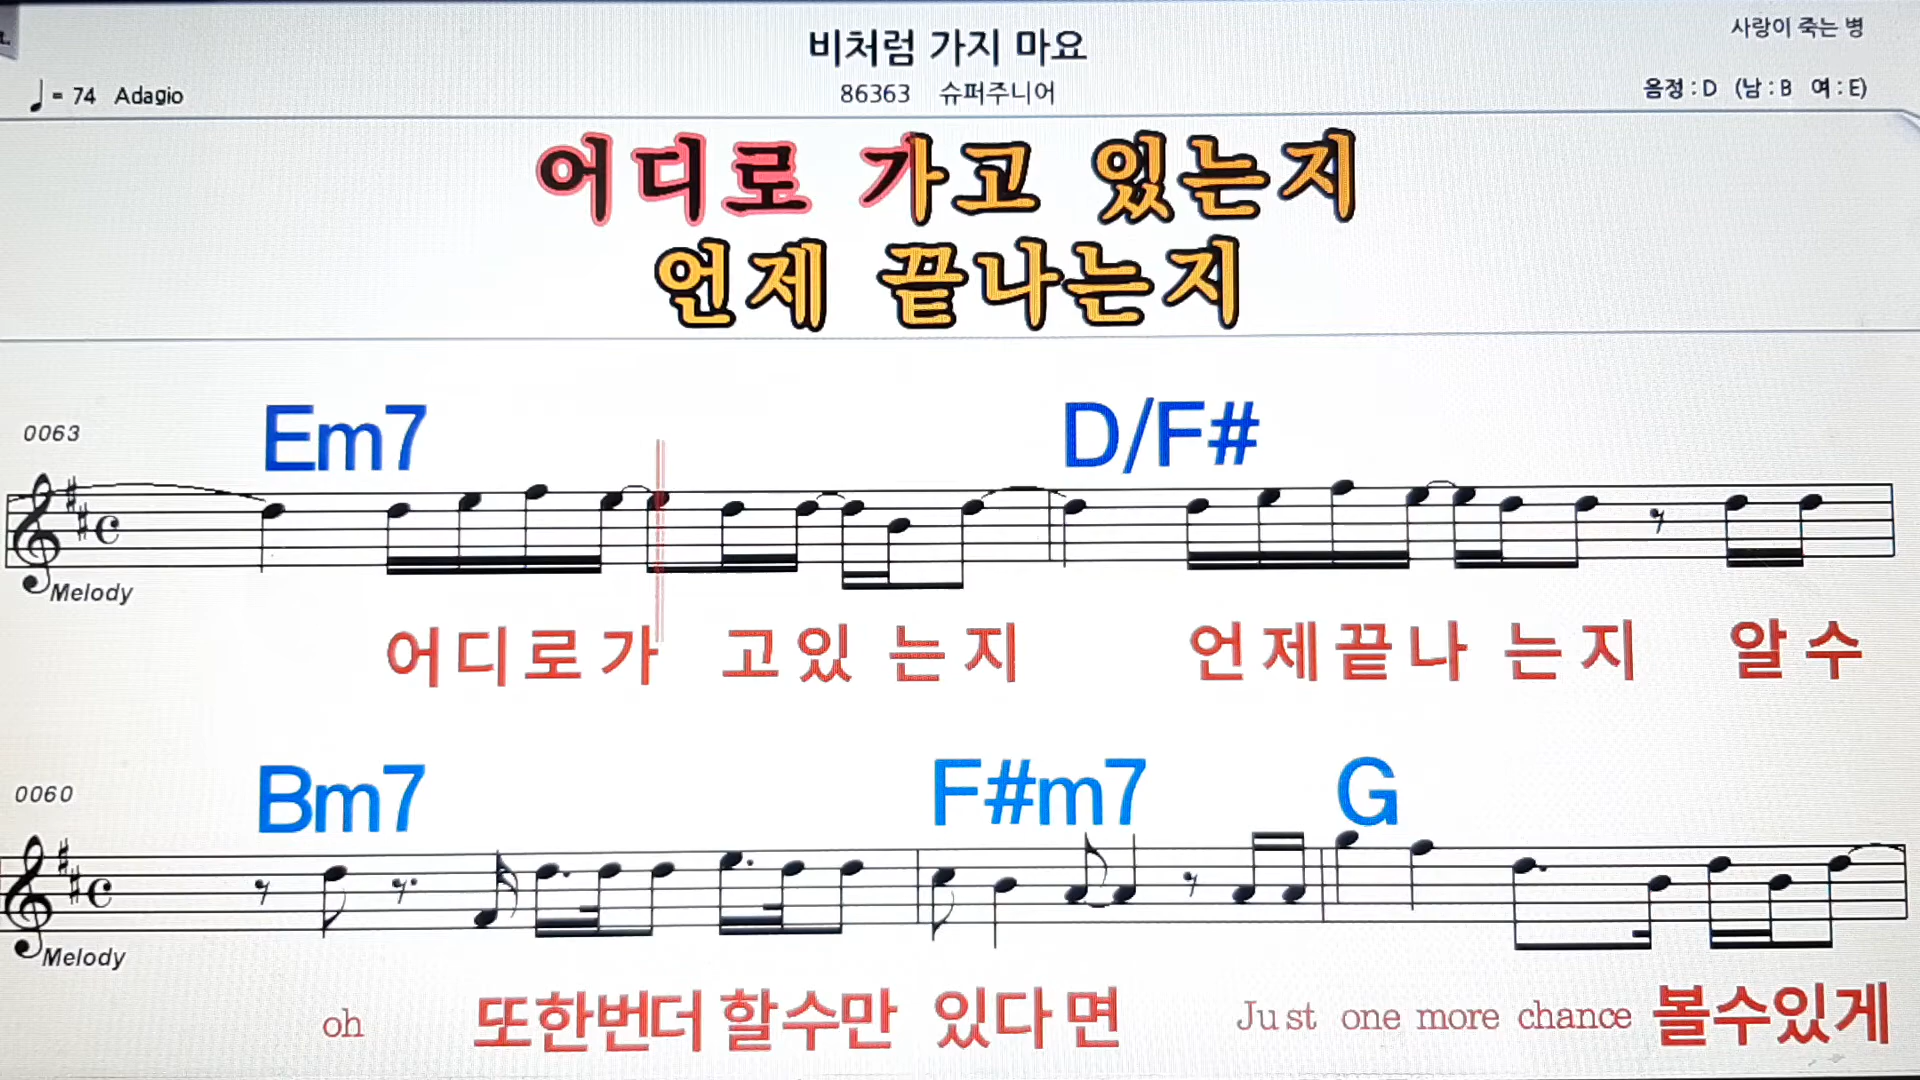 비처럼 가지 마요
사랑이 죽는 병
♩= 74 Adagio
86363 슈퍼주니어
음정 : D (남 : B 여 : E)
어디로 가고 있는지
언제 끝나는지
0063
Em7 D/F#
Melody
어디로가 고있 는지 언제끝나 는지 알수
0060
Bm7 F#m7 G
Melody
oh 또한번더 할수만 있다면 Just one more chance 볼수있게